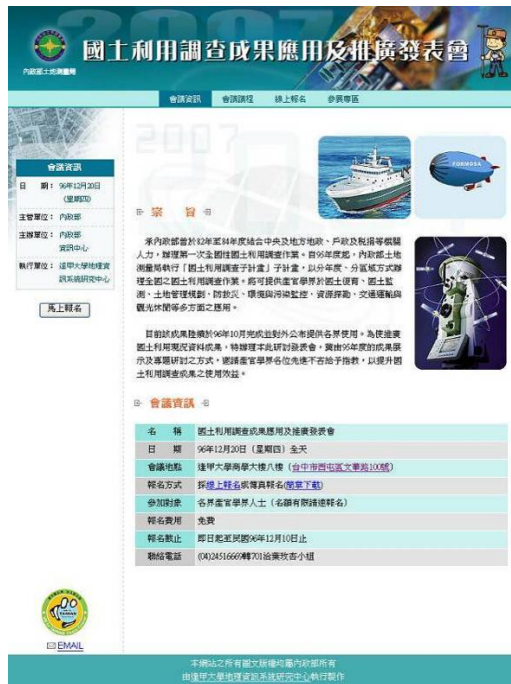 2007
國土利用調查成果應用及推廣發表會
內政部土地測量局
會議資訊 會議議程 線上報名 參展專區
2007
FORMOSA
會議資訊
日 期：96年12月20日
(星期四)
主管單位：內政部
主辦單位：內政部
資訊中心
執行單位：逢甲大學地理資
訊系統研究中心
馬上報名
宗 旨
承內政部曾於82年至84年度結合中央及地方地政、戶政及稅捐等相關
人力，辦理第一次全國性國土利用調查作業。自95年度起，內政部土地
測量局執行「國土利用調查子計畫」子計畫，以分年度、分區域方式辦
理全國之國土利用調查作業。將可提供產官學界於國土復育、國土監
測、土地管理規劃、防救災、環境與污染監控、資源探勘、交通運輸與
觀光休閒等多方面之應用。
目前該成果陸續於96年10月完成並對外公布提供各界使用。為使推廣
國土利用現況資料成果，特辦理本此研討發表會，冀由95年度的成果展
示及專題研討之方式，邀請產官學界各位先進不吝給予指教，以提升國
土利用調查成果之使用效益。
會議資訊
名 稱 國土利用調查成果應用及推廣發表會
日 期 96年12月20日（星期四）全天
會議地點 逢甲大學商學大樓八樓（台中市西屯區文華路100號）
報名方式 採線上報名或傳真報名(簡章下載)
參加對象 各界產官學界人士（名額有限請速報名）
報名費用 免費
報名截止 即日起至民國96年12月10日止
聯絡電話 (04)24516669轉701洽葉玫杏小姐
EMAIL
本網站之所有圖文版權均屬內政部所有
由逢甲大學地理資訊系統研究中心執行製作